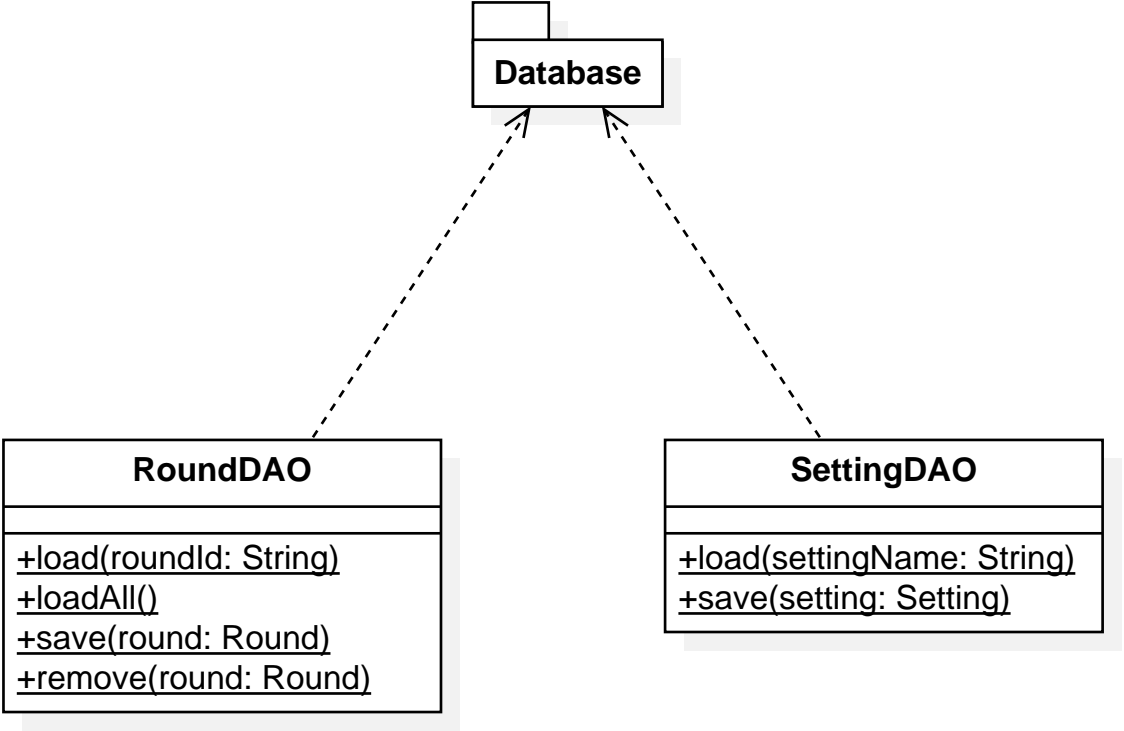 Database
RoundDAO
+load(roundId: String)
+loadAll()
+save(round: Round)
+remove(round: Round)
SettingDAO
+load(settingName: String)
+save(setting: Setting)